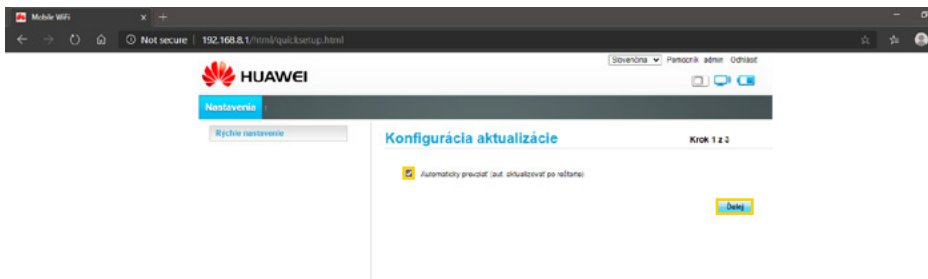 Mobile WiFi
Not secure | 192.168.8.1/html/quicksetup.html
Slovenčina Pomocník admin Odhlásiť
HUAWEI
Nastavenia
Rýchle nastavenie
Konfigurácia aktualizácie Krok 1 z 3
Automaticky prevziať (aut. aktualizovať po reštarte)
Ďalej